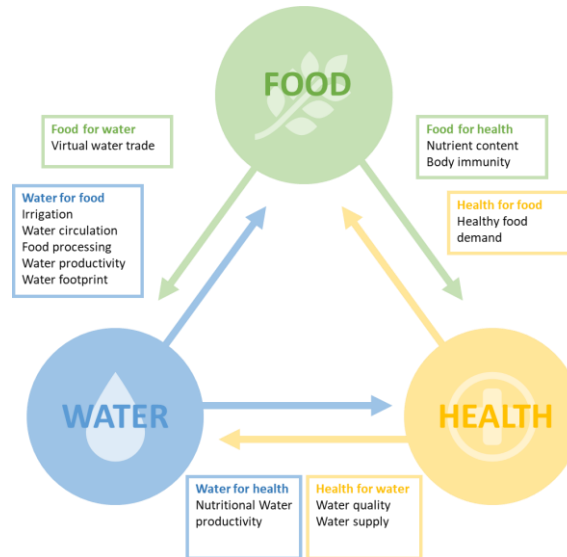 FOOD
Food for water
Virtual water trade
Food for health
Nutrient content
Body immunity
Water for food
Irrigation
Water circulation
Food processing
Water productivity
Water footprint
Health for food
Healthy food
demand
WATER
HEALTH
Water for health
Nutritional Water
productivity
Health for water
Water quality
Water supply